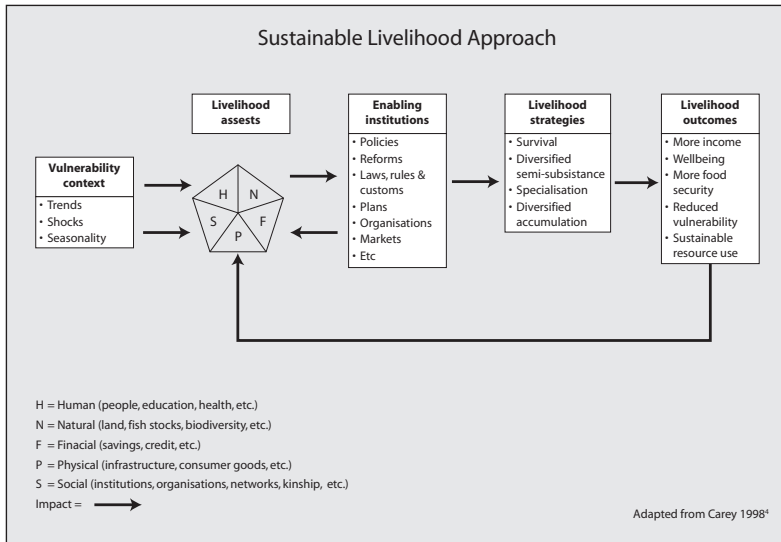 Sustainable Livelihood Approach
Vulnerability
context
• Trends
• Shocks
• Seasonality
Livelihood
assests
H
N
S
F
P
Enabling
institutions
• Policies
• Reforms
• Laws, rules &
customs
• Plans
• Organisations
• Markets
• Etc
Livelihood
strategies
• Survival
• Diversified
semi-subsistance
• Specialisation
• Diversified
accumulation
Livelihood
outcomes
• More income
• Wellbeing
• More food
security
• Reduced
vulnerability
• Sustainable
resource use
H = Human (people, education, health, etc.)
N = Natural (land, fish stocks, biodiversity, etc.)
F = Finacial (savings, credit, etc.)
P = Physical (infrastructure, consumer goods, etc.)
S = Social (institutions, organisations, networks, kinship, etc.)
Impact =
Adapted from Carey 1998⁴